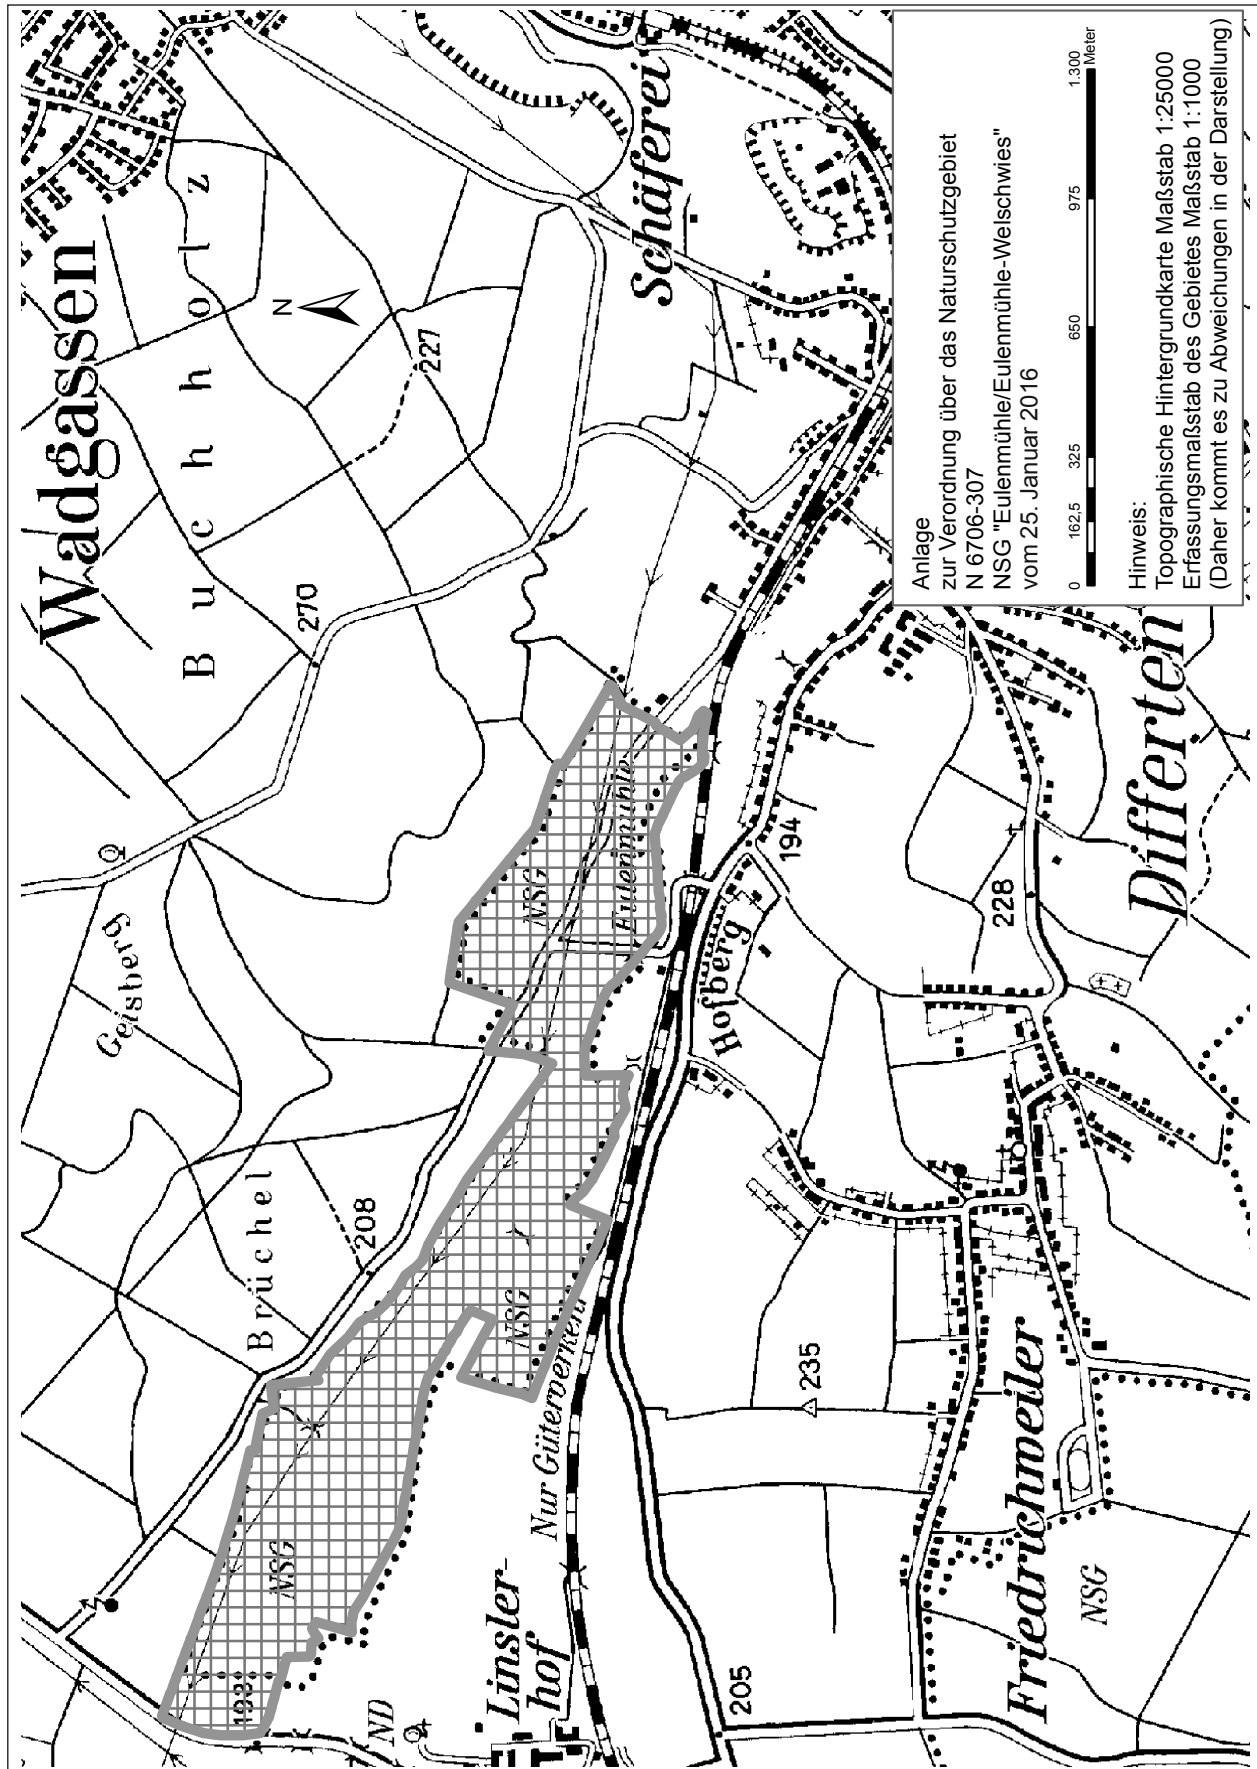 Wadgassen
Buchholz
270
N
227
Schäferei
Geisberg
Brüchel
208
NSG
Eulenmühle
NSG
NSG
193
Nur Güterverkehr
Linsler-
hof
ND
Hofberg
194
228
Differten
235
Friedrichweiler
NSG
205
Anlage
zur Verordnung über das Naturschutzgebiet
N 6706-307
NSG "Eulenmühle/Eulenmühle-Welschwies"
vom 25. Januar 2016
0 162,5 325 650 975 1.300
Meter
Hinweis:
Topographische Hintergrundkarte Maßstab 1:25000
Erfassungsmaßstab des Gebietes Maßstab 1:1000
(Daher kommt es zu Abweichungen in der Darstellung)